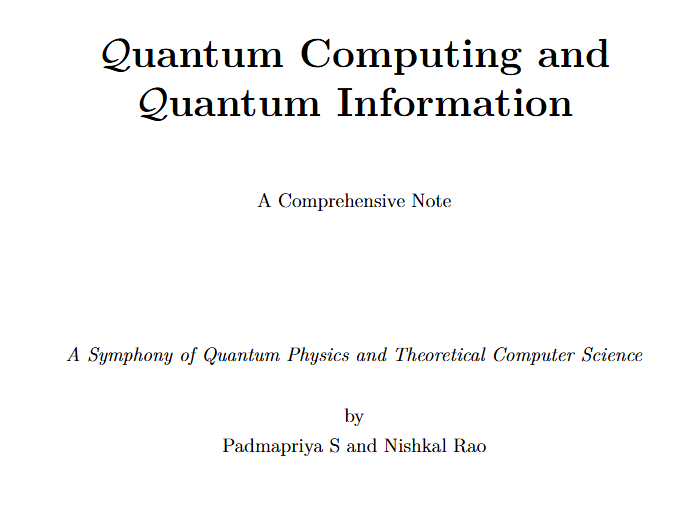 Quantum Computing and
Quantum Information
A Comprehensive Note
A Symphony of Quantum Physics and Theoretical Computer Science
by
Padmapriya S and Nishkal Rao